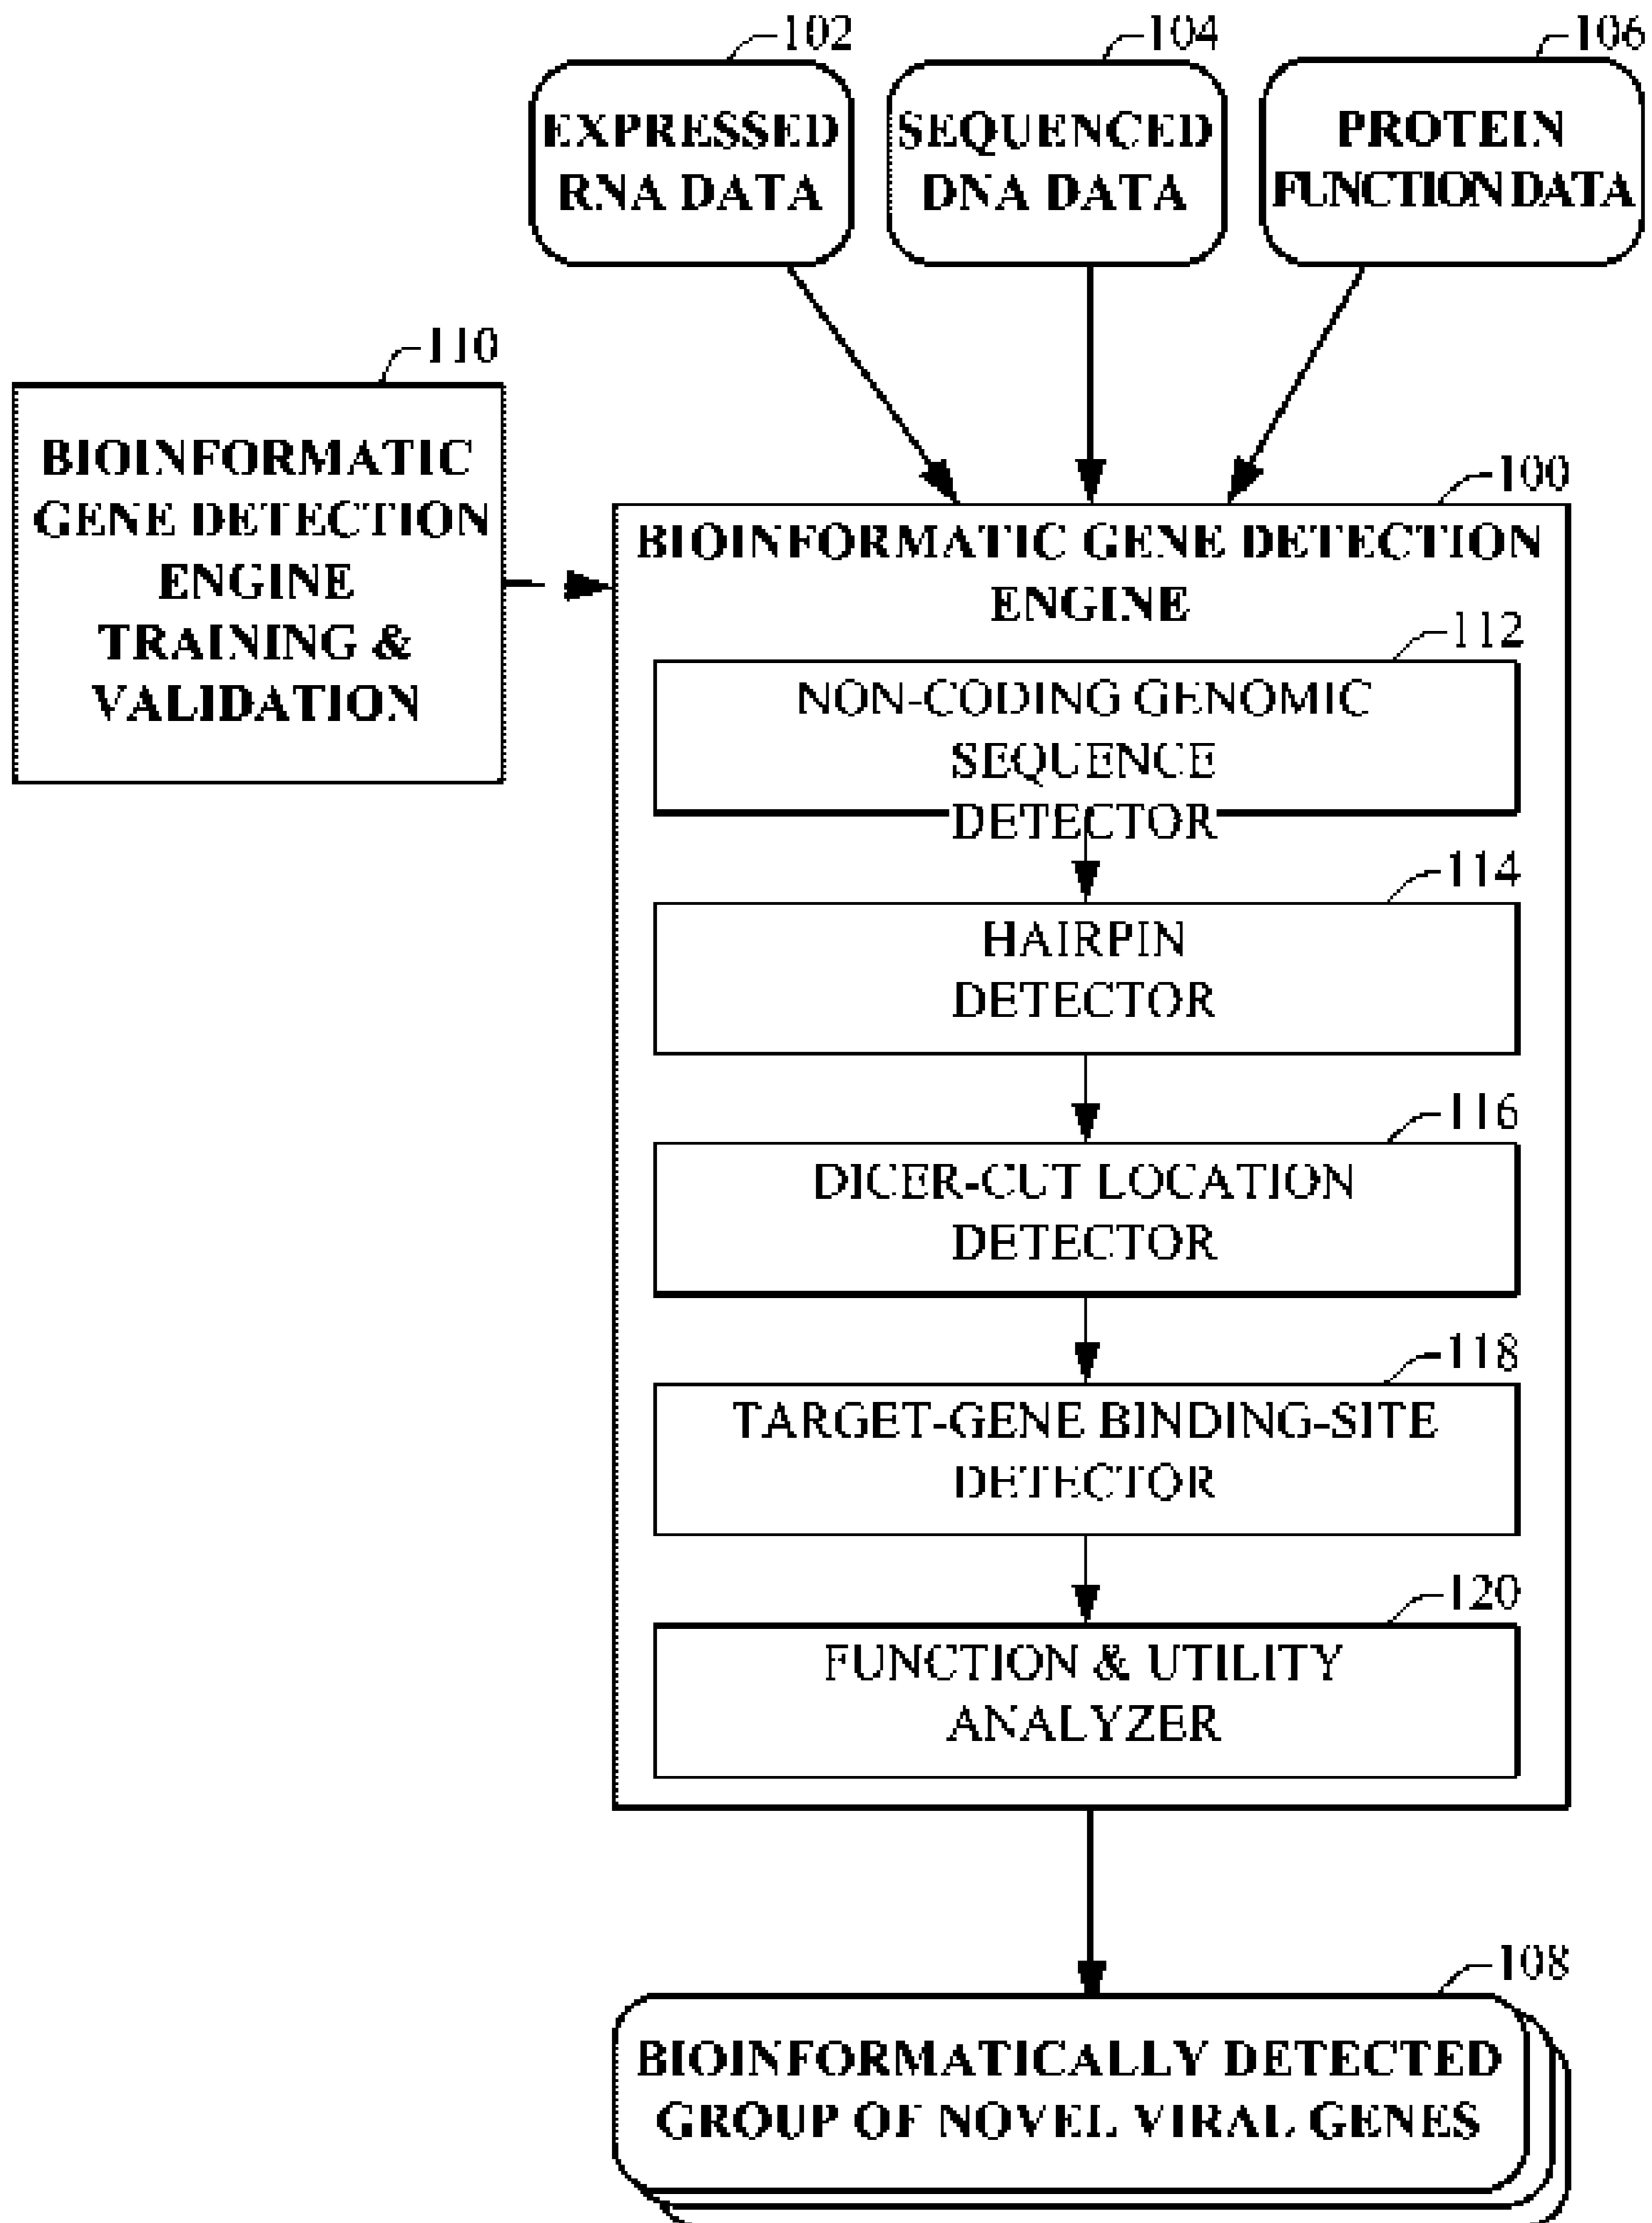 102
104
106
EXPRESSED
RNA DATA
SEQUENCED
DNA DATA
PROTEIN
FUNCTION DATA
110
BIOINFORMATIC
GENE DETECTION
ENGINE
TRAINING &
VALIDATION
100
BIOINFORMATIC GENE DETECTION
ENGINE
112
NON-CODING GENOMIC
SEQUENCE
DETECTOR
114
HAIRPIN
DETECTOR
116
DICER-CUT LOCATION
DETECTOR
118
TARGET-GENE BINDING-SITE
DETECTOR
120
FUNCTION & UTILITY
ANALYZER
108
BIOINFORMATICALLY DETECTED
GROUP OF NOVEL VIRAL GENES